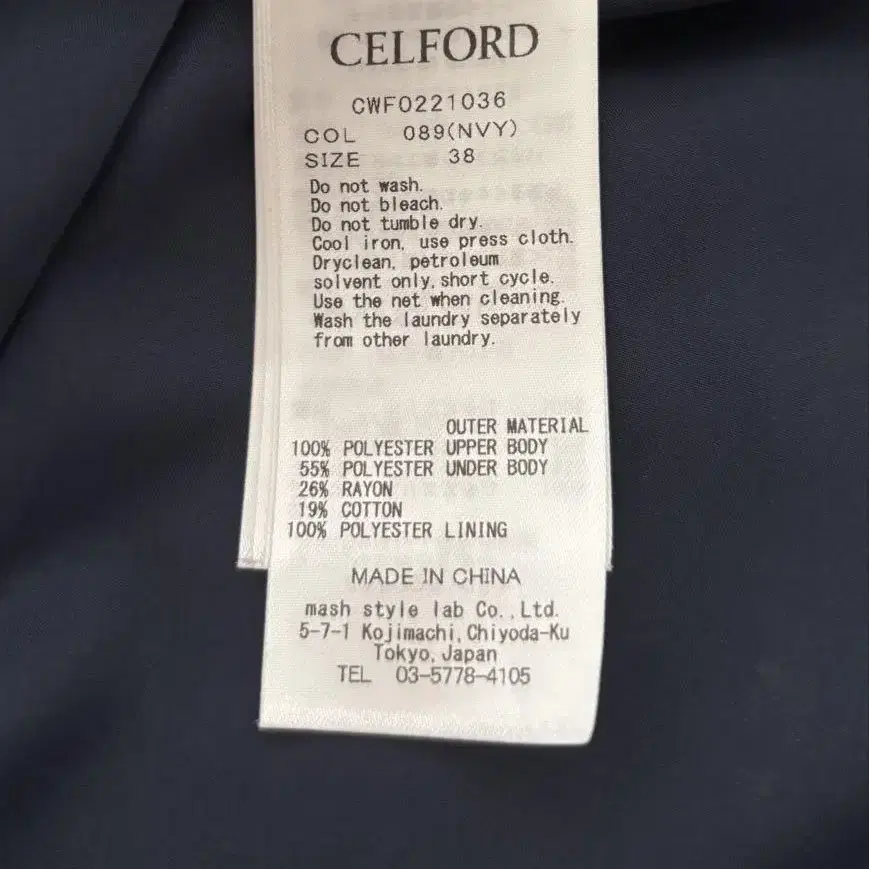 CELFORD
CWF0221036
COL 089(NVY)
SIZE 38
Do not wash.
Do not bleach.
Do not tumble dry.
Cool iron, use press cloth.
Dryclean, petroleum
solvent only, short cycle.
Use the net when cleaning.
Wash the laundry separately
from other laundry.
OUTER MATERIAL
100% POLYESTER UPPER BODY
55% POLYESTER UNDER BODY
26% RAYON
19% COTTON
100% POLYESTER LINING
MADE IN CHINA
mash style lab Co.,Ltd.
5-7-1 Kojimachi, Chiyoda-Ku
Tokyo, Japan
TEL 03-5778-4105